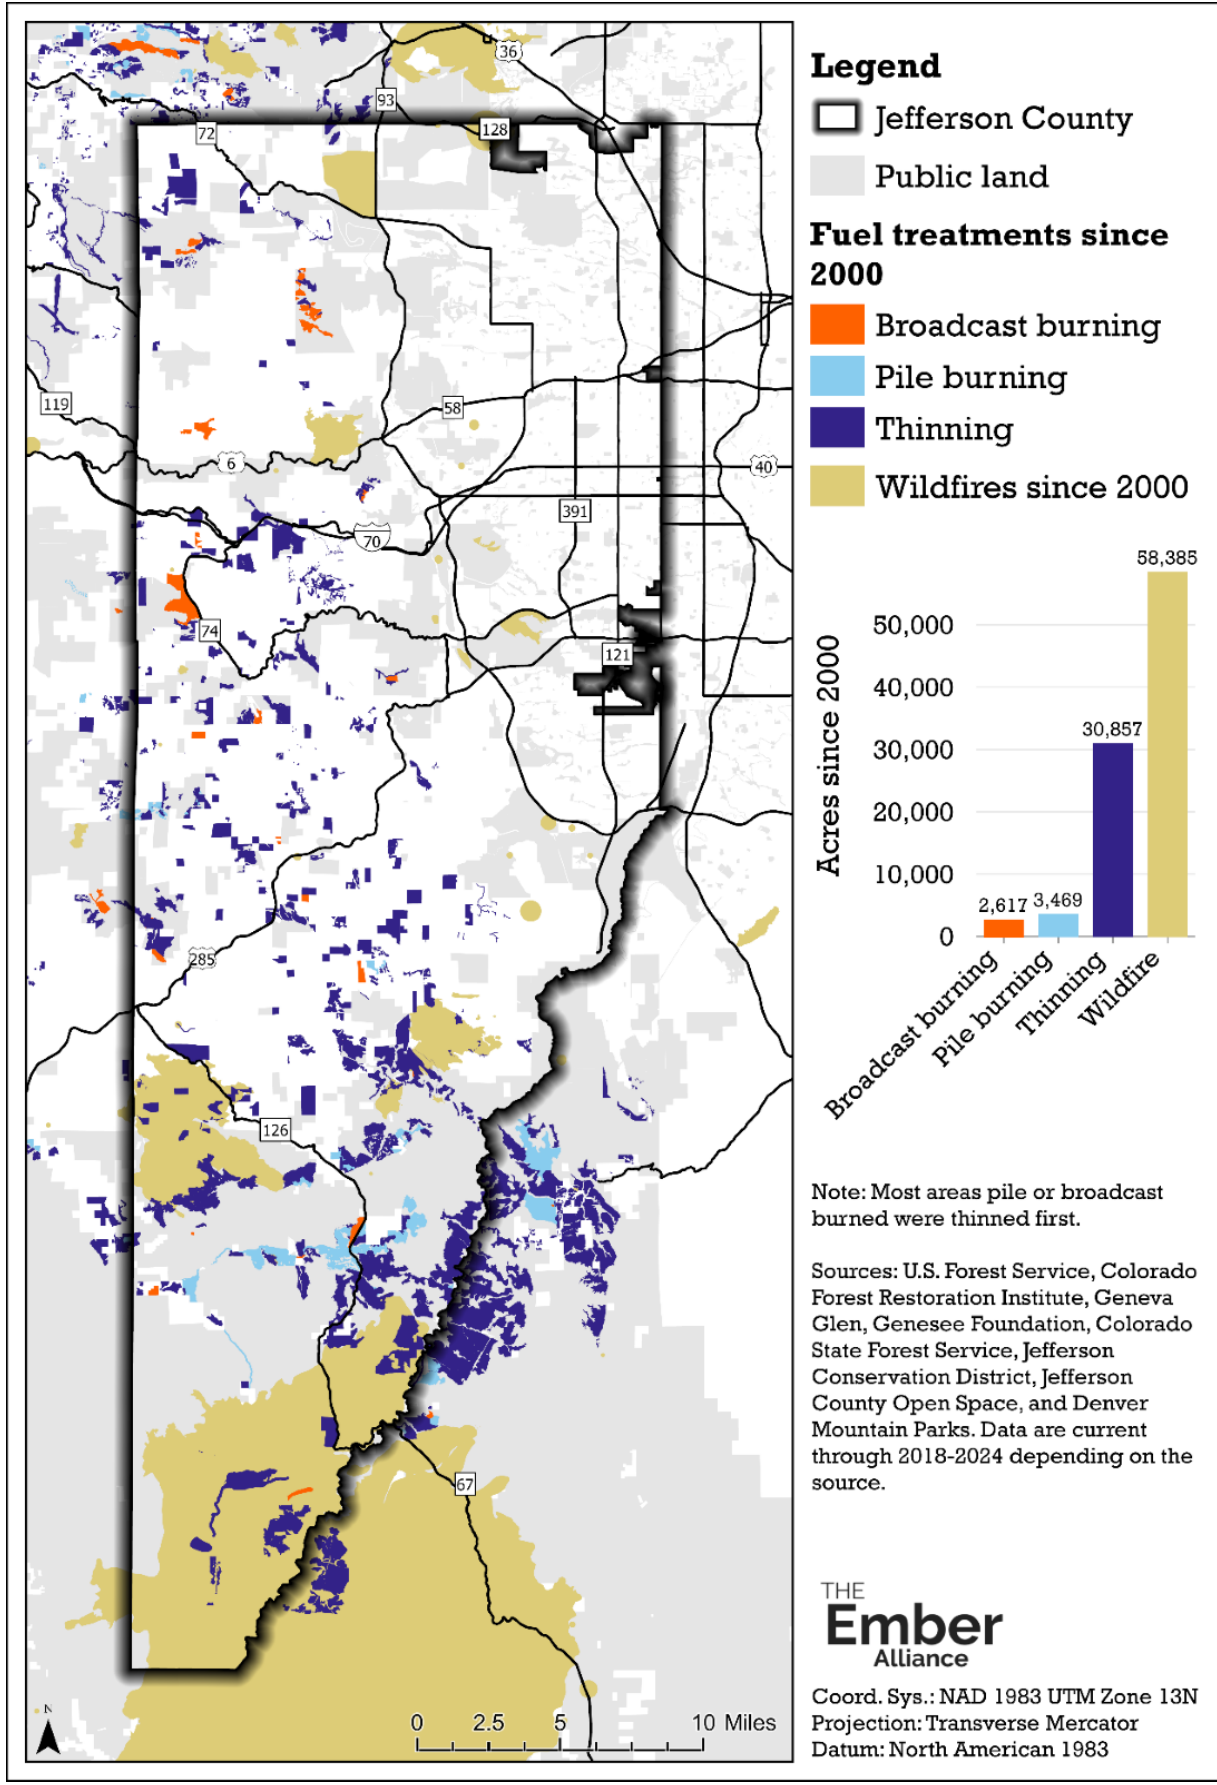 36
93
72
128
119
58
6
40
391
70
74
121
285
126
67
N
0 2.5 5 10 Miles
Legend
Jefferson County
Public land
Fuel treatments since
2000
Broadcast burning
Pile burning
Thinning
Wildfires since 2000
Acres since 2000
50,000
40,000
30,000
20,000
10,000
0
2,617
3,469
30,857
58,385
Broadcast burning
Pile burning
Thinning
Wildfire
Note: Most areas pile or broadcast
burned were thinned first.
Sources: U.S. Forest Service, Colorado
Forest Restoration Institute, Geneva
Glen, Genesee Foundation, Colorado
State Forest Service, Jefferson
Conservation District, Jefferson
County Open Space, and Denver
Mountain Parks. Data are current
through 2018-2024 depending on the
source.
THE
Ember
Alliance
Coord. Sys.: NAD 1983 UTM Zone 13N
Projection: Transverse Mercator
Datum: North American 1983